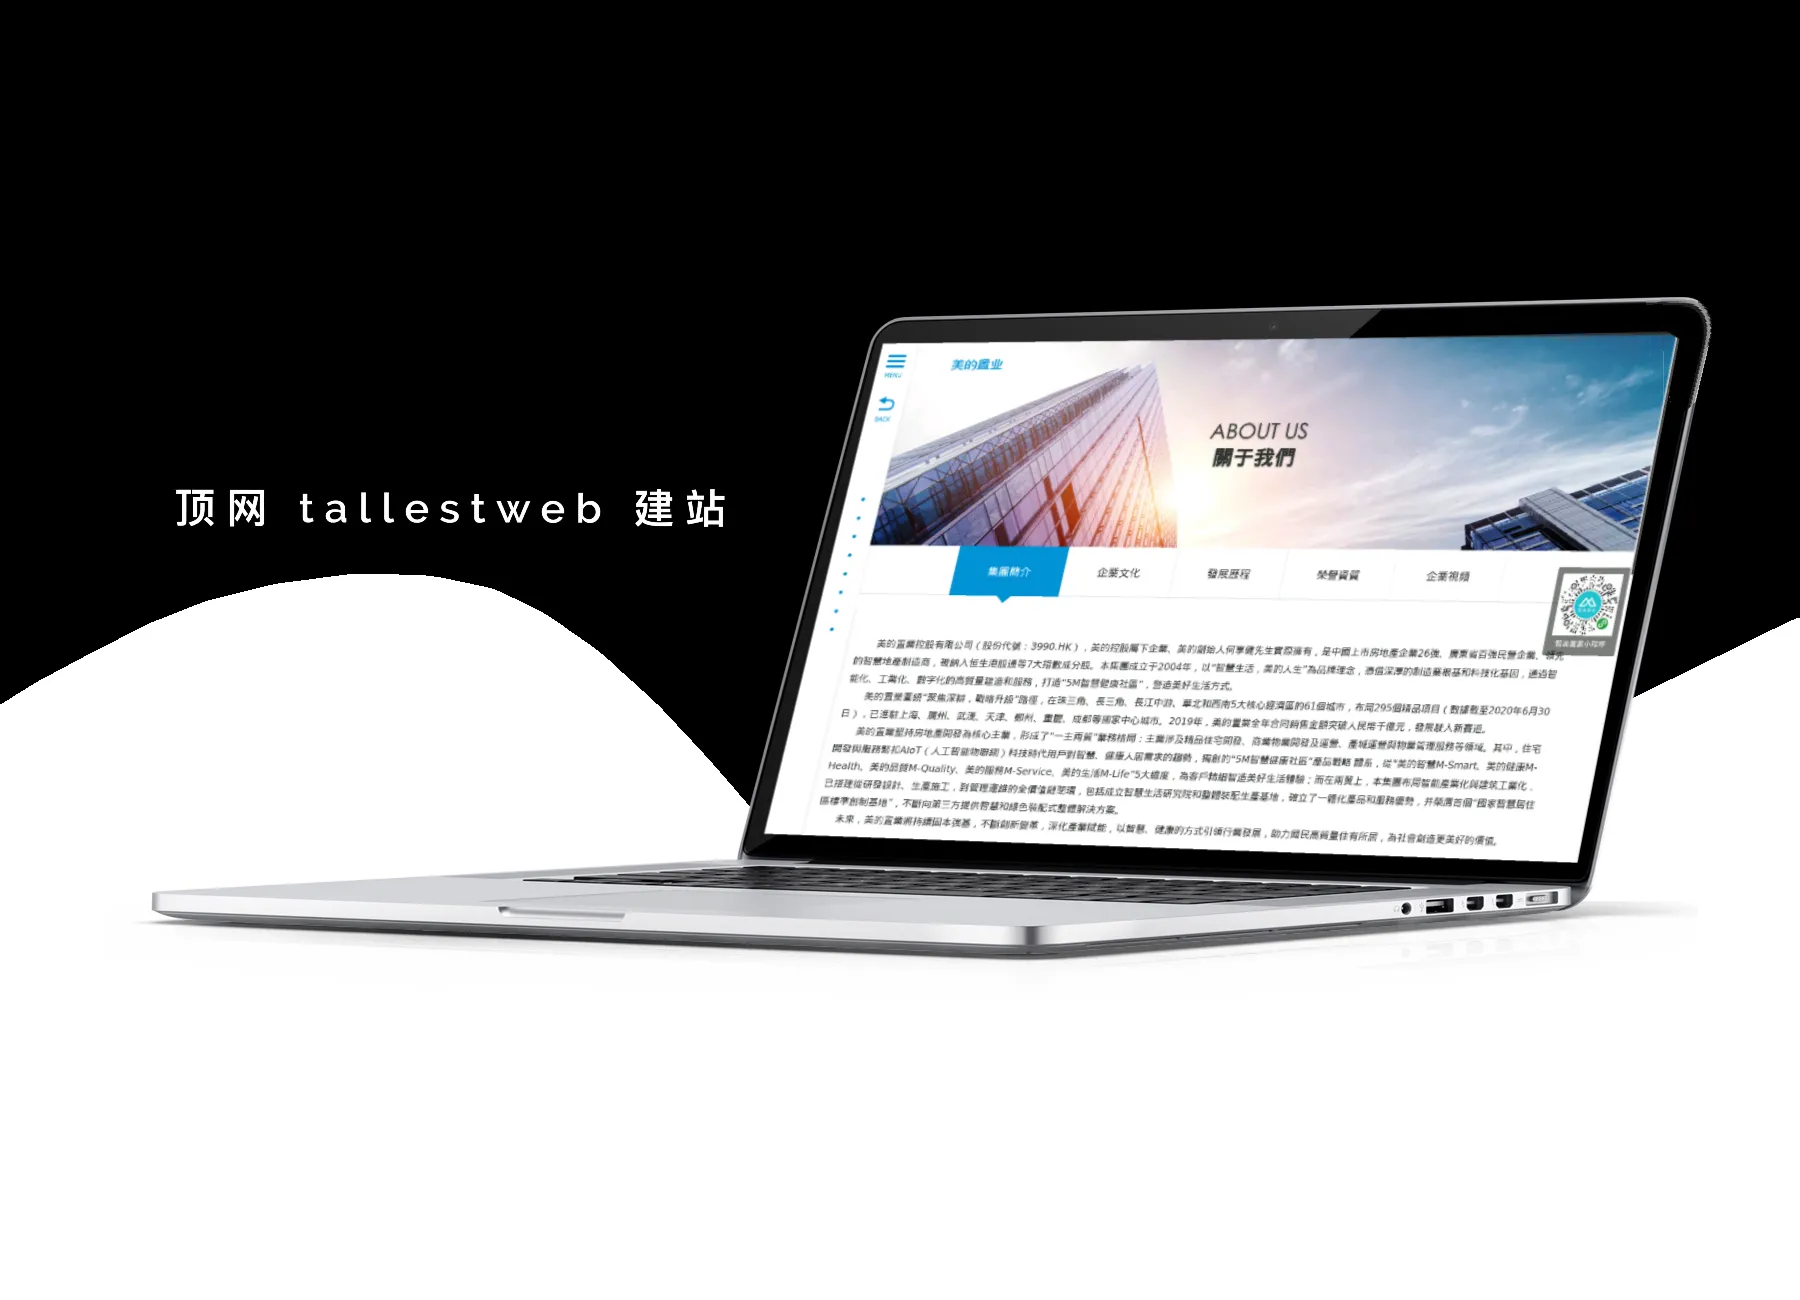 顶网 tallestweb 建站
MENU
美的置业
BACK
ABOUT US
關于我們
集團簡介 企業文化 發展歷程 榮譽資質 企業視頻
美的置業控股有限公司（股份代號：3990.HK），美的控股屬下企業、美的創始人何享健先生實際擁有，是中國上市房地產企業26強、廣東省百強民營企業、領先
的智慧地產制造商，被納入恒生港股通等7大指數成分股。本集團成立于2004年，以“智慧生活，美的人生”為品牌理念，憑借深厚的制造業根基和科技化基因，通過智
能化、工業化、數字化的高質量建造和服務，打造“5M智慧健康社區”，營造美好生活方式。
美的置業圍繞“聚焦深耕，戰略升級”路徑，在珠三角、長三角、長江中游、華北和西南5大核心經濟區的61個城市，布局295個精品項目（數據截至2020年6月30
日），已進駐上海、廣州、武漢、天津、鄭州、重慶、成都等國家中心城市。2019年，美的置業全年合同銷售金額突破人民幣千億元，發展駛入新賽道。
美的置業堅持房地產開發為核心主業，形成了“一主兩翼”業務格局：主業涉及精品住宅開發、商業物業開發及運營、產城運營與物業管理服務等領域。其中，住宅
開發與服務緊扣AIoT（人工智能物聯網）科技時代用戶對智慧、健康人居需求的趨勢，獨創的“5M智慧健康社區”產品戰略 體系，從“美的智慧M-Smart、美的健康M-
Health、美的品質M-Quality、美的服務M-Service、美的生活M-Life”5大維度，為客戶精細智造美好生活體驗；而在兩翼上，本集團布局智能產業化與建筑工業化，
已搭建從研發設計、生產施工，到管理運維的全價值鏈閉環，包括成立智慧生活研究院和整體裝配生產基地，確立了一體化產品和服務優勢，并榮膺首個“國家智慧居住
區標準創制基地”，不斷向第三方提供智慧和綠色裝配式整體解決方案。
未來，美的置業將持續固本強基，不斷創新變革，深化產業賦能，以智慧、健康的方式引領行業發展，助力國民高質量住有所居，為社會創造更美好的價值。